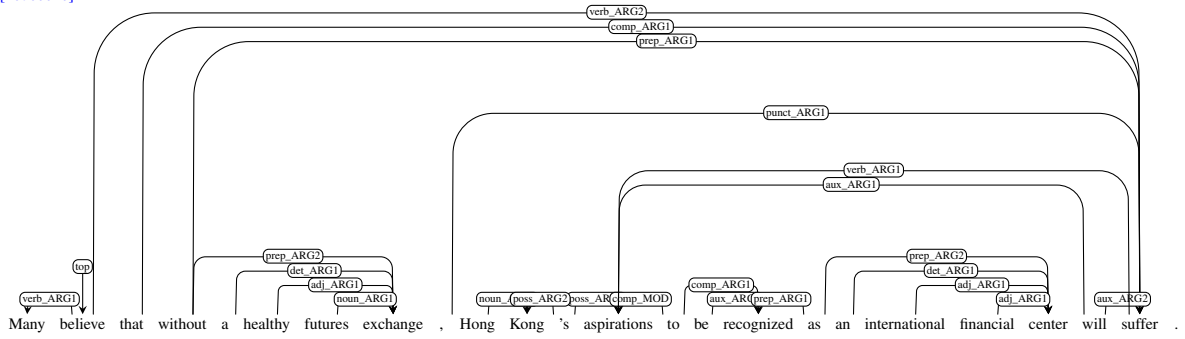 verb_ARG2
comp_ARG1
prep_ARG1
punct_ARG1
verb_ARG1
aux_ARG1
prep_ARG2 prep_ARG2
top det_ARG1 det_ARG1
adj_ARG1 comp_ARG1 adj_ARG1
verb_ARG1 noun_ARG1 poss_ARG2 comp_MOD prep_ARG1 adj_ARG1 aux_ARG2
Many believe that without a healthy futures exchange , Hong Kong 's aspirations to be recognized as an international financial center will suffer .